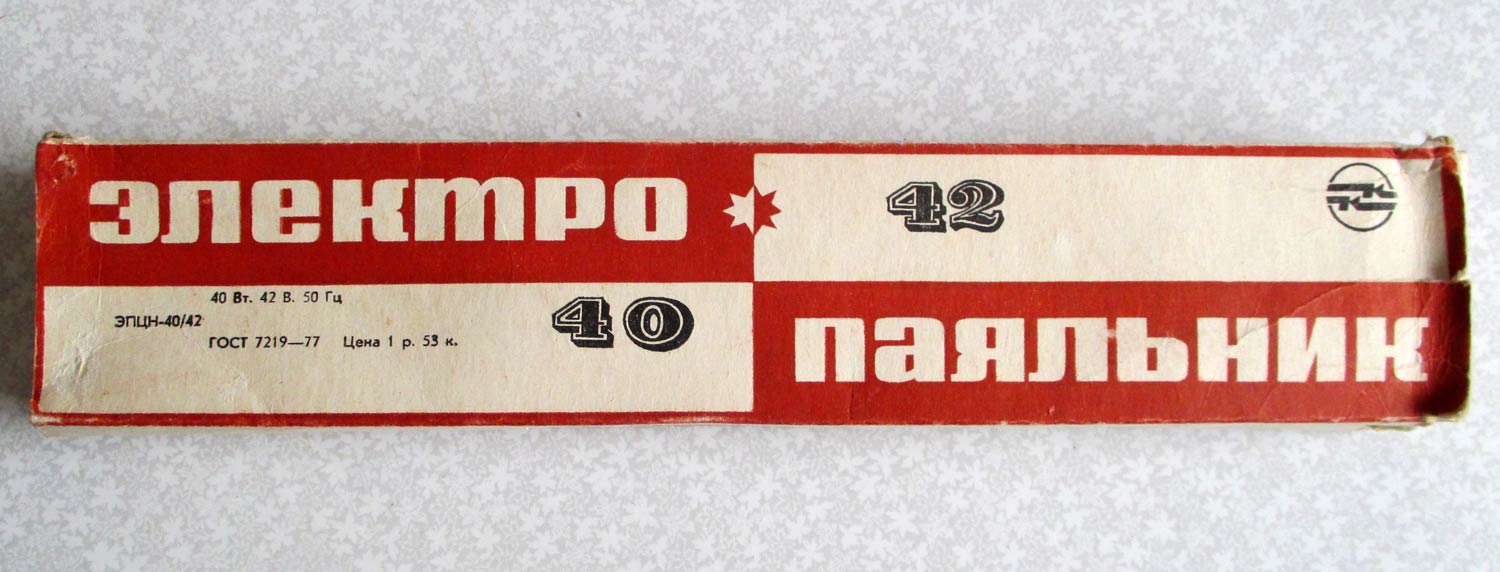 электро
42
40 Вт. 42 В. 50 Гц
ЭПЦН-40/42
ГОСТ 7219—77 Цена 1 р. 53 к.
40
паяльник